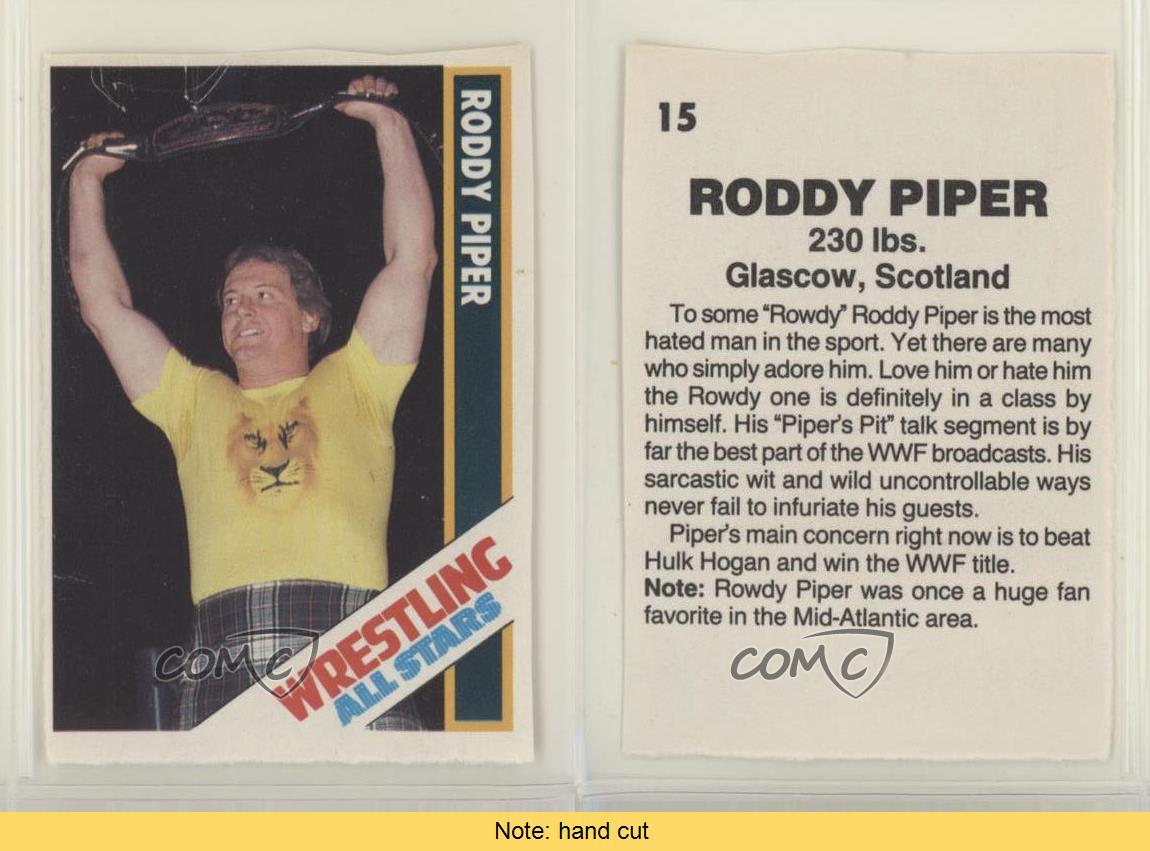 RODDY PIPER
WRESTLING
ALL STARS
COMC
15
RODDY PIPER
230 lbs.
Glascow, Scotland
To some “Rowdy” Roddy Piper is the most
hated man in the sport. Yet there are many
who simply adore him. Love him or hate him
the Rowdy one is definitely in a class by
himself. His “Piper's Pit” talk segment is by
far the best part of the WWF broadcasts. His
sarcastic wit and wild uncontrollable ways
never fail to infuriate his guests.
Piper's main concern right now is to beat
Hulk Hogan and win the WWF title.
Note: Rowdy Piper was once a huge fan
favorite in the Mid-Atlantic area.
COMC
Note: hand cut